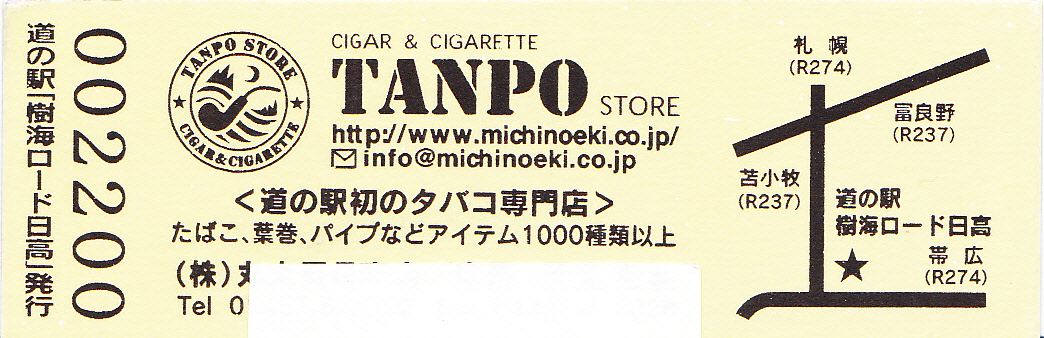 道の駅「樹海ロード日高」発行
002200
TANPO STORE
CIGAR & CIGARETTE
CIGAR & CIGARETTE
TANPO STORE
http://www.michinoeki.co.jp/
info@michinoeki.co.jp
<道の駅初のタバコ専門店>
たばこ、葉巻、パイプなどアイテム1000種類以上
(株)
Tel 0
札幌
(R274)
富良野
(R237)
苫小牧
(R237)
道の駅
樹海ロード日高
帯広
(R274)